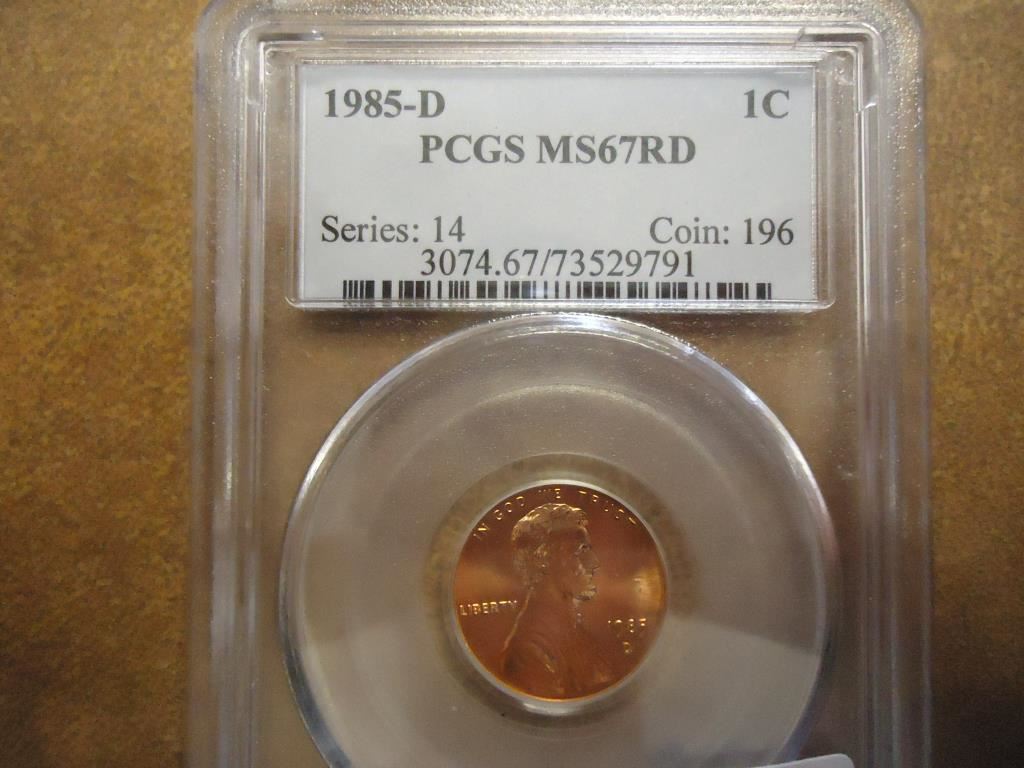 1985-D 1C
PCGS MS67RD
Series: 14 Coin: 196
3074.67/73529791
IN GOD WE TRUST
LIBERTY
1985
D